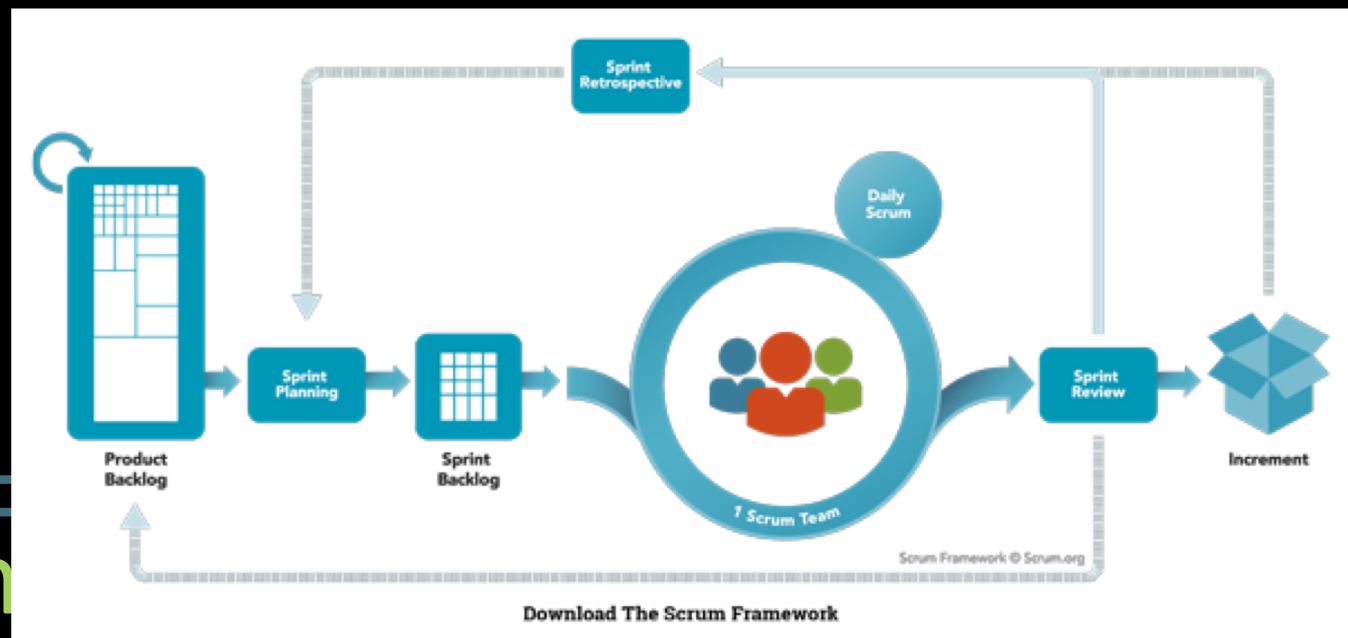 Sprint
Retrospective
Daily
Scrum
Sprint
Planning
Sprint
Review
Product
Backlog
Sprint
Backlog
Increment
1 Scrum Team
Scrum Framework © Scrum.org
Download The Scrum Framework